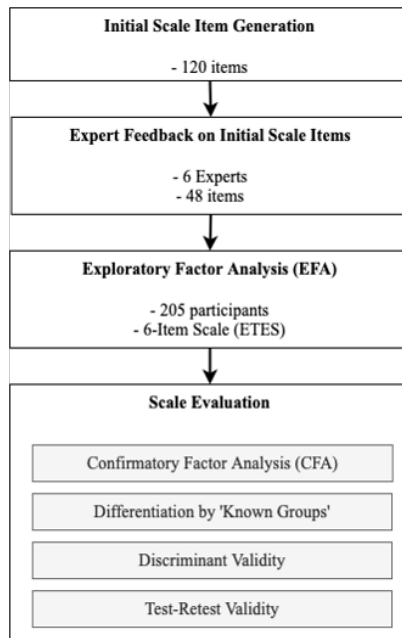 Initial Scale Item Generation
- 120 items
Expert Feedback on Initial Scale Items
- 6 Experts
- 48 items
Exploratory Factor Analysis (EFA)
- 205 participants
- 6-Item Scale (ETES)
Scale Evaluation
Confirmatory Factor Analysis (CFA)
Differentiation by 'Known Groups'
Discriminant Validity
Test-Retest Validity